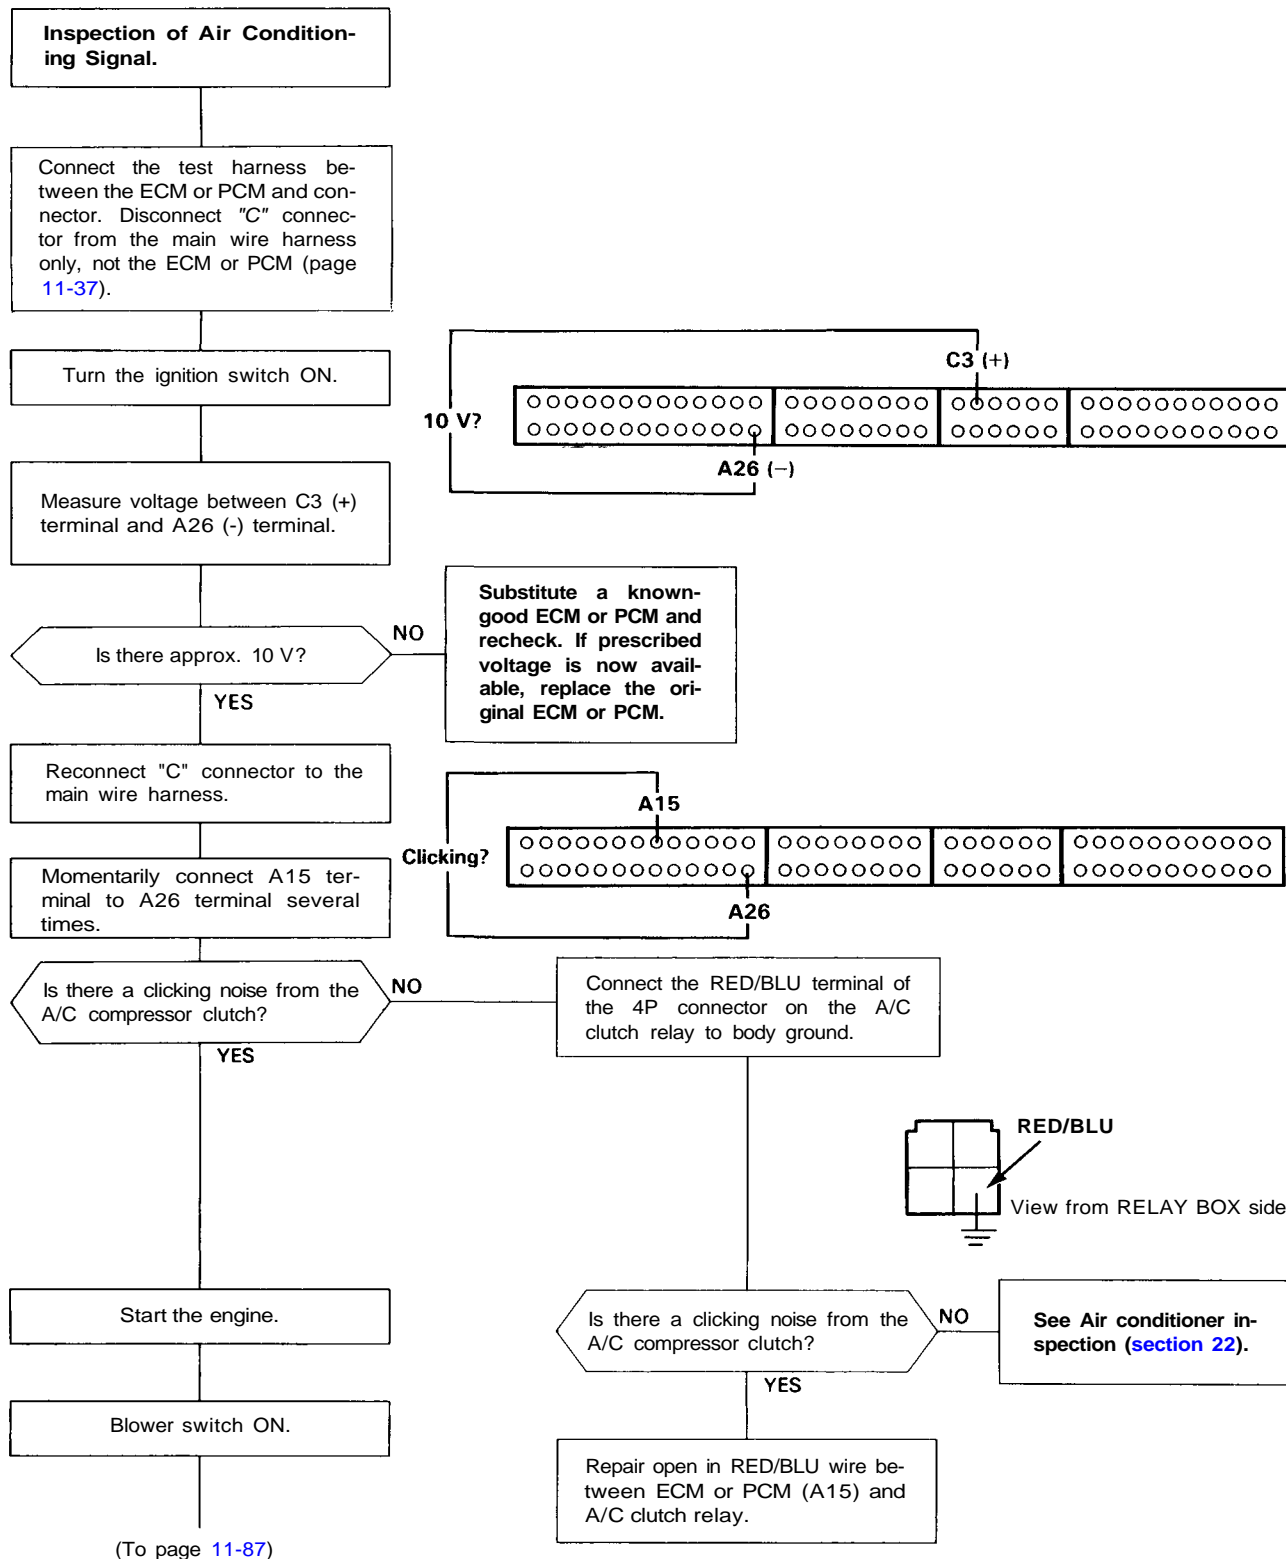 Inspection of Air Condition-
ing Signal.
Connect the test harness be-
tween the ECM or PCM and con-
nector. Disconnect "C" connec-
tor from the main wire harness
only, not the ECM or PCM (page
11-37).
Turn the ignition switch ON.
C3 (+)
10 V?
A26 (−)
Measure voltage between C3 (+)
terminal and A26 (-) terminal.
Is there approx. 10 V?
NO
YES
Substitute a known-
good ECM or PCM and
recheck. If prescribed
voltage is now avail-
able, replace the ori-
ginal ECM or PCM.
Reconnect "C" connector to the
main wire harness.
A15
Clicking?
A26
Momentarily connect A15 ter-
minal to A26 terminal several
times.
Is there a clicking noise from the
A/C compressor clutch?
NO
YES
Connect the RED/BLU terminal of
the 4P connector on the A/C
clutch relay to body ground.
RED/BLU
View from RELAY BOX side
Start the engine.
Is there a clicking noise from the
A/C compressor clutch?
NO
YES
See Air conditioner in-
spection (section 22).
Blower switch ON.
Repair open in RED/BLU wire be-
tween ECM or PCM (A15) and
A/C clutch relay.
(To page 11-87)